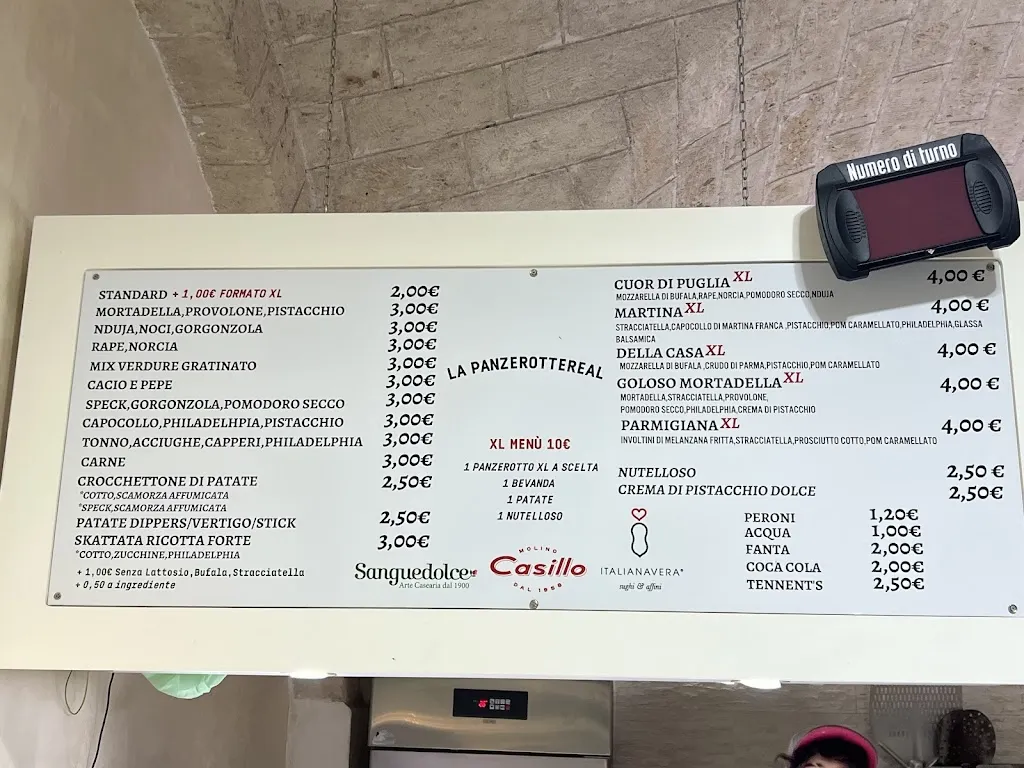 Numero di turno
STANDARD + 1,00€ FORMATO XL 2,00€
MORTADELLA,PROVOLONE,PISTACCHIO 3,00€
NDUJA,NOCI,GORGONZOLA 3,00€
RAPE,NORCIA 3,00€
MIX VERDURE GRATINATO 3,00€
CACIO E PEPE 3,00€
SPECK,GORGONZOLA,POMODORO SECCO 3,00€
CAPOCOLLO,PHILADELHPIA,PISTACCHIO 3,00€
TONNO,ACCIUGHE,CAPPERI,PHILADELPHIA 3,00€
CARNE 3,00€
CROCCHETTONE DI PATATE 2,50€
*COTTO,SCAMORZA AFFUMICATA
*SPECK,SCAMORZA AFFUMICATA
PATATE DIPPERS/VERTIGO/STICK 2,50€
SKATTATA RICOTTA FORTE 3,00€
*COTTO,ZUCCHINE,PHILADELPHIA
+ 1,00€ Senza Lattosio,Bufala,Stracciatella
+ 0,50 a ingrediente
LA PANZEROTTEREAL
XL MENÙ 10€
1 PANZEROTTO XL A SCELTA
1 BEVANDA
1 PATATE
1 NUTELLOSO
Sanguedolce
Arte Casearia dal 1900
MOLINO
Casillo
DAL 1958
ITALIANAVERA*
sughi & affini
CUOR DI PUGLIA XL 4,00 €
MOZZARELLA DI BUFALA,RAPE,NORCIA,POMODORO SECCO,NDUJA
MARTINA XL 4,00 €
STRACCIATELLA,CAPOCOLLO DI MARTINA FRANCA ,PISTACCHIO,POM CARAMELLATO,PHILADELPHIA,GLASSA
BALSAMICA
DELLA CASA XL 4,00 €
MOZZARELLA DI BUFALA ,CRUDO DI PARMA,PISTACCHIO,POM CARAMELLATO
GOLOSO MORTADELLA XL 4,00 €
MORTADELLA,STRACCIATELLA,PROVOLONE,
POMODORO SECCO,PHILADELPHIA,CREMA DI PISTACCHIO
PARMIGIANA XL 4,00 €
INVOLTINI DI MELANZANA FRITTA,STRACCIATELLA,PROSCIUTTO COTTO,POM CARAMELLATO
NUTELLOSO 2,50 €
CREMA DI PISTACCHIO DOLCE 2,50€
PERONI 1,20€
ACQUA 1,00€
FANTA 2,00€
COCA COLA 2,00€
TENNENT'S 2,50€